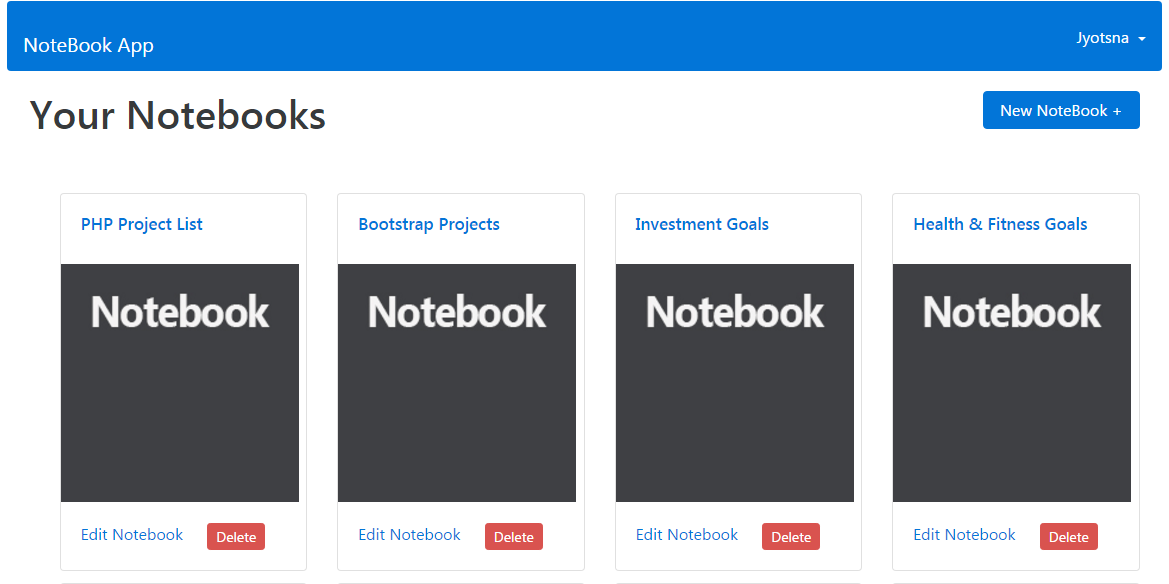 NoteBook App
Jyotsna
Your Notebooks
New NoteBook +
PHP Project List
Bootstrap Projects
Investment Goals
Health & Fitness Goals
Notebook
Notebook
Notebook
Notebook
Edit Notebook Delete
Edit Notebook Delete
Edit Notebook Delete
Edit Notebook Delete